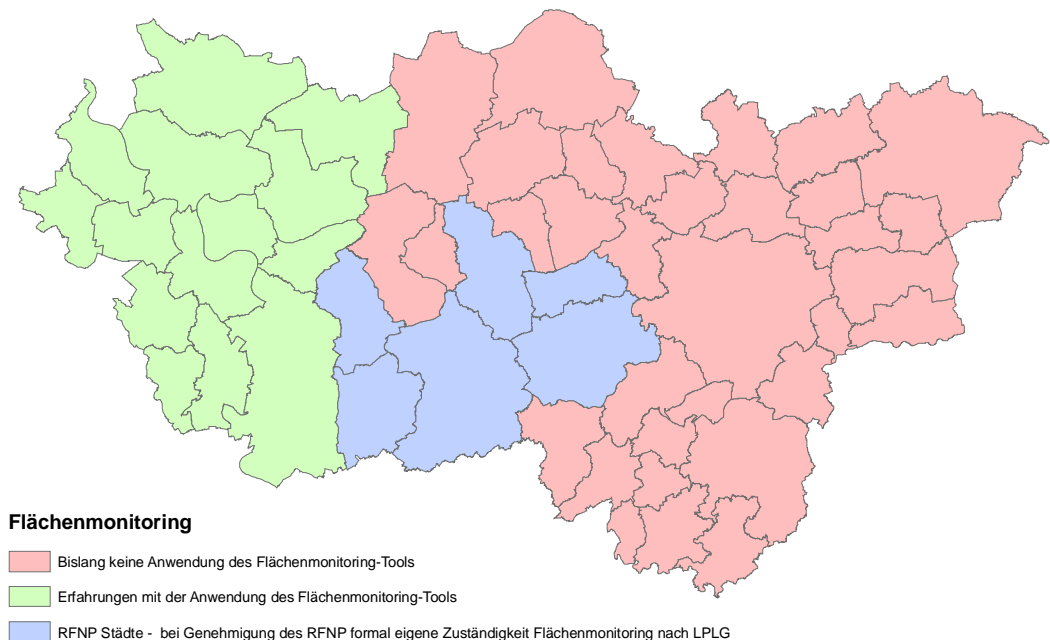 Flächenmonitoring
Bislang keine Anwendung des Flächenmonitoring-Tools
Erfahrungen mit der Anwendung des Flächenmonitoring-Tools
RFNP Städte - bei Genehmigung des RFNP formal eigene Zuständigkeit Flächenmonitoring nach LPLG